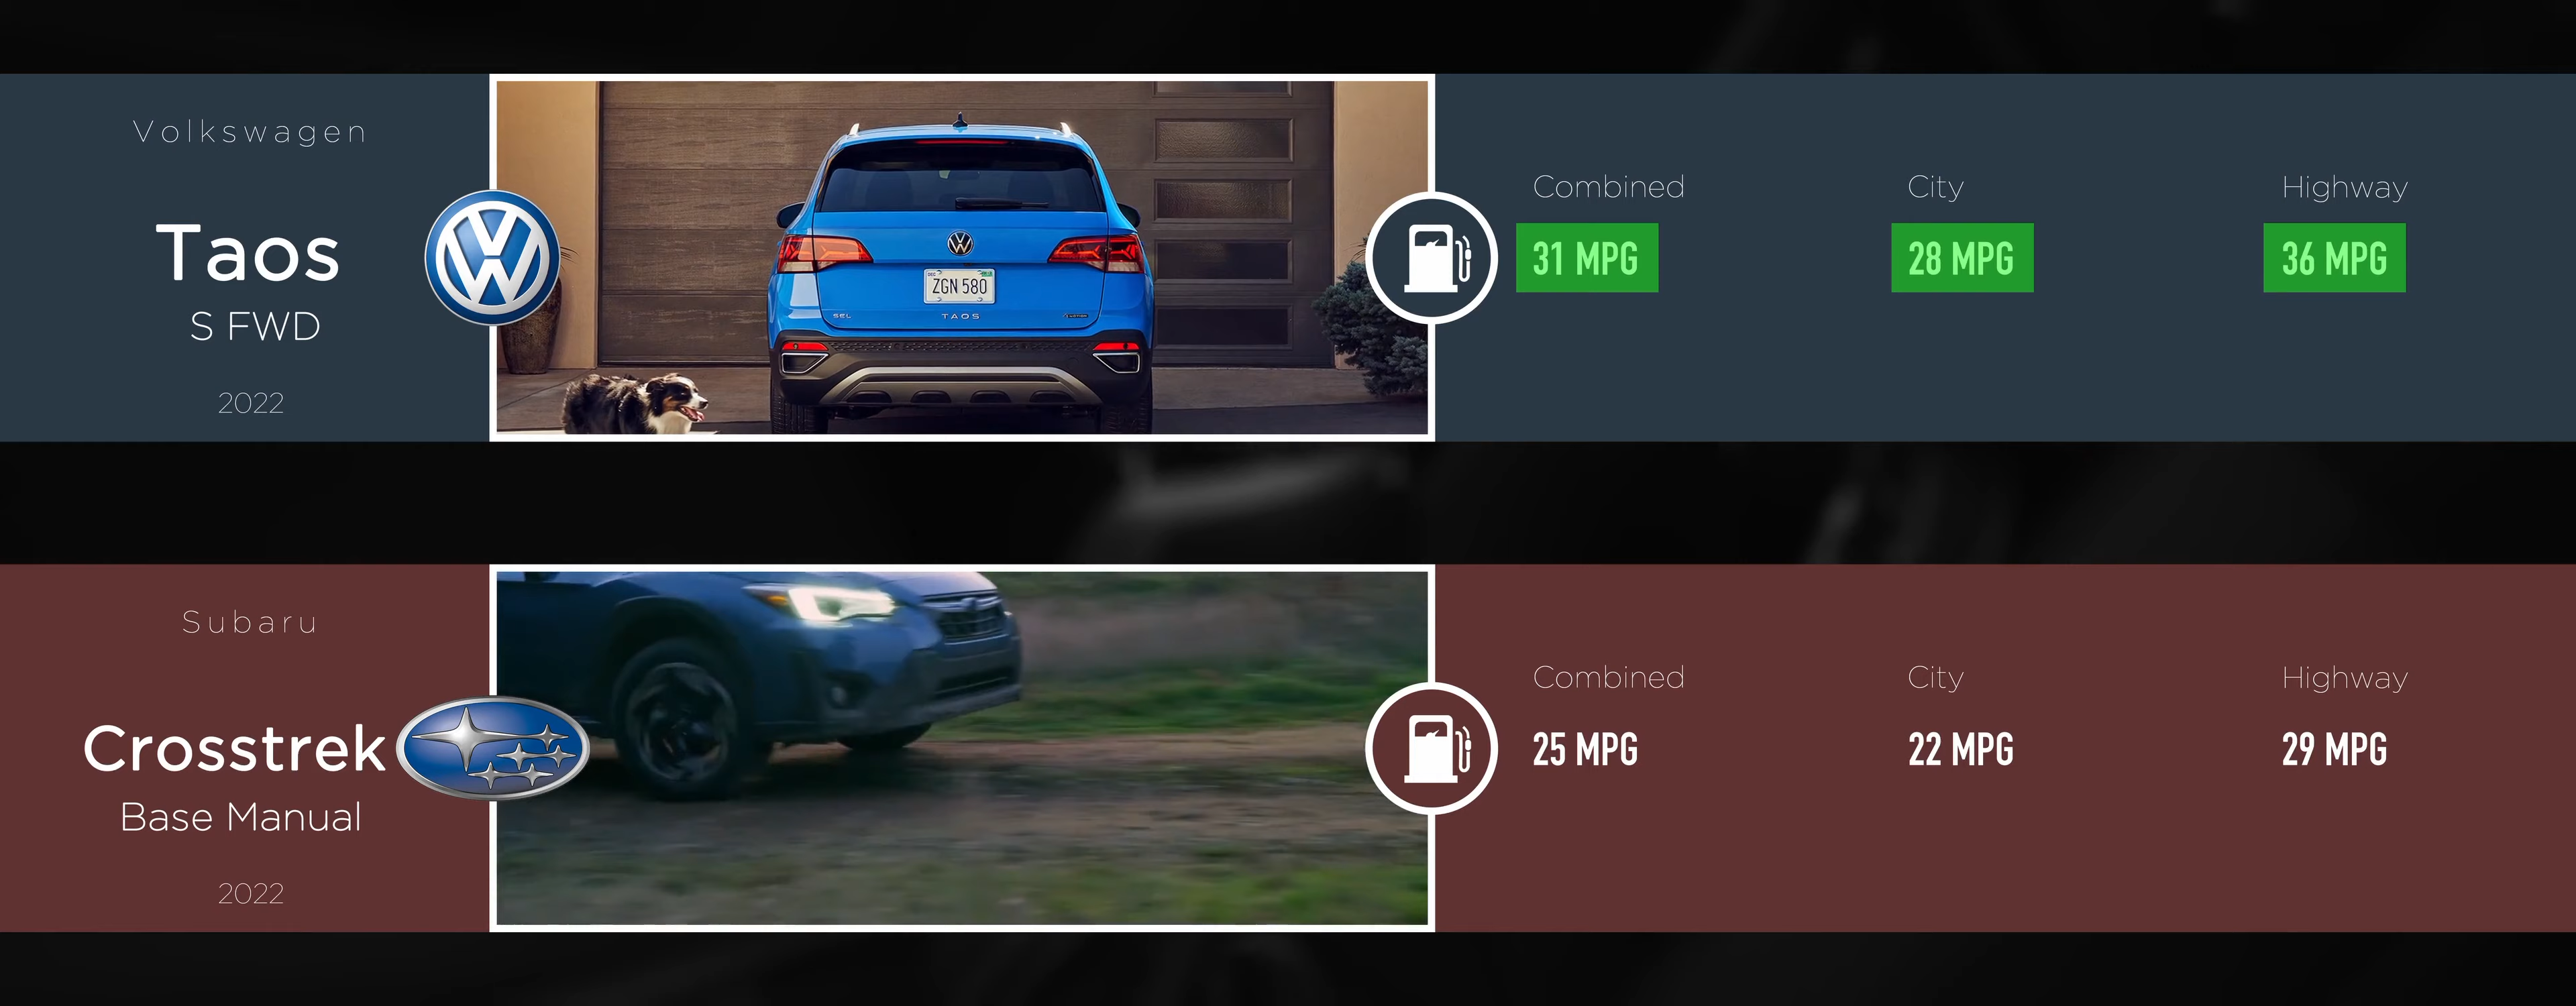 Volkswagen
Taos
S FWD
2022
ZGN 580
SEL
TAOS
Combined
31 MPG
City
28 MPG
Highway
36 MPG
Subaru
Crosstrek
Base Manual
2022
Combined
25 MPG
City
22 MPG
Highway
29 MPG